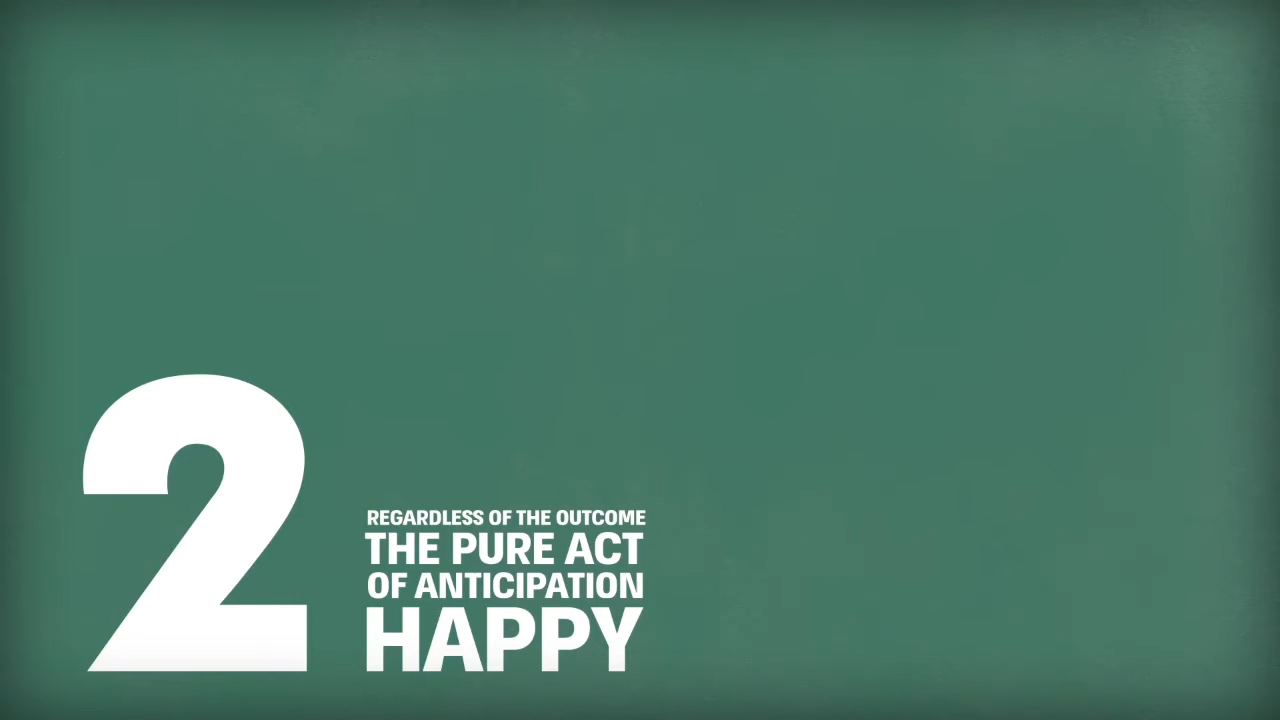 2
REGARDLESS OF THE OUTCOME
THE PURE ACT
OF ANTICIPATION
HAPPY